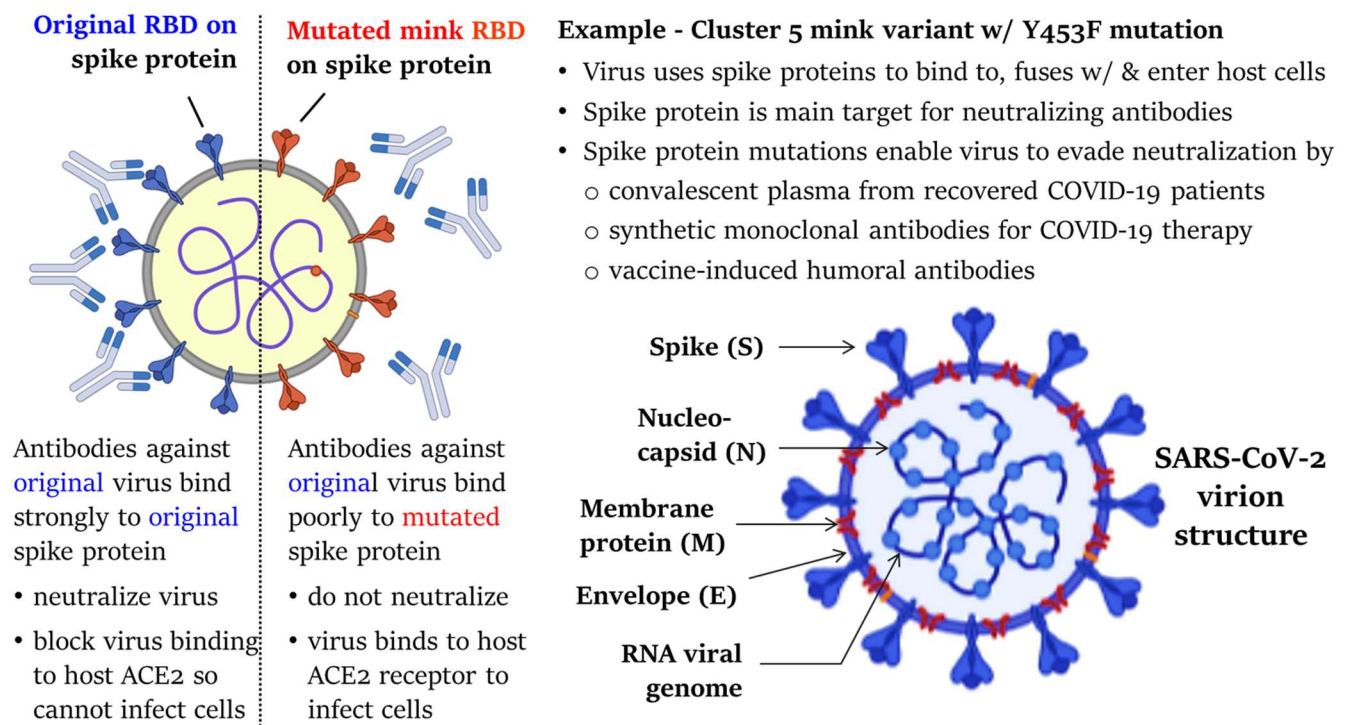 Original RBD on
spike protein
Mutated mink RBD
on spike protein
Example - Cluster 5 mink variant w/ Y453F mutation
• Virus uses spike proteins to bind to, fuses w/ & enter host cells
• Spike protein is main target for neutralizing antibodies
• Spike protein mutations enable virus to evade neutralization by
o convalescent plasma from recovered COVID-19 patients
o synthetic monoclonal antibodies for COVID-19 therapy
o vaccine-induced humoral antibodies
Antibodies against
original virus bind
strongly to original
spike protein
• neutralize virus
• block virus binding
to host ACE2 so
cannot infect cells
Antibodies against
original virus bind
poorly to mutated
spike protein
• do not neutralize
• virus binds to host
ACE2 receptor to
infect cells
Spike (S)
Nucleo-
capsid (N)
Membrane
protein (M)
Envelope (E)
RNA viral
genome
SARS-CoV-2
virion
structure